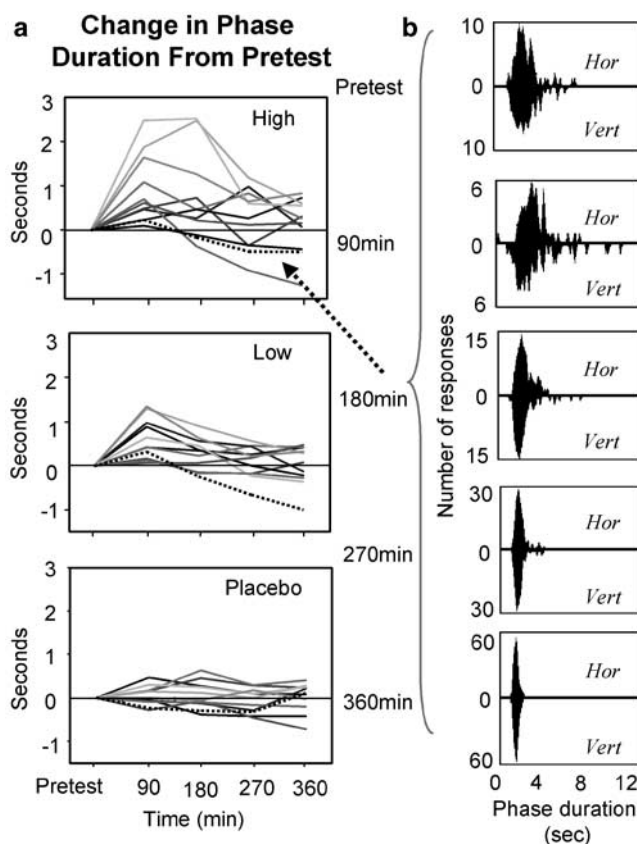 a
Change in Phase
Duration From Pretest
High
Seconds
3
2
1
0
-1
Low
Seconds
3
2
1
0
-1
Placebo
Seconds
3
2
1
0
-1
Pretest
90
180
270
360
Time (min)
b
Pretest
90min
180min
270min
360min
Number of responses
10
0
10
Hor
Vert
6
0
6
Hor
Vert
15
0
15
Hor
Vert
30
0
30
Hor
Vert
60
0
60
Hor
Vert
0
4
8
12
Phase duration
(sec)